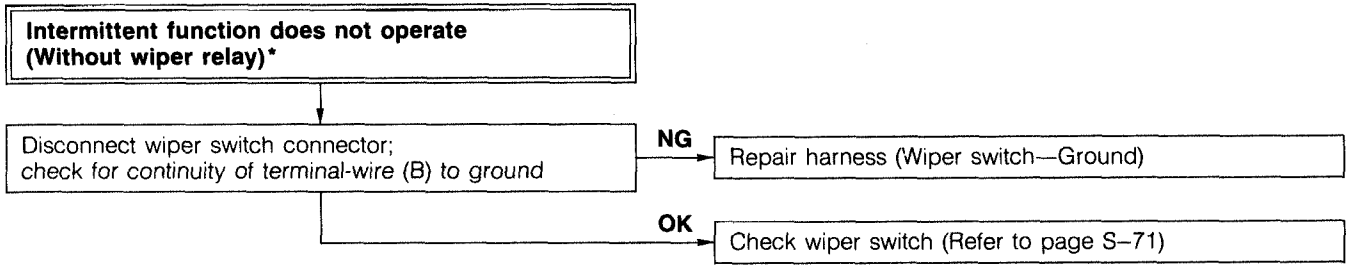 Intermittent function does not operate
(Without wiper relay)*
Disconnect wiper switch connector;
check for continuity of terminal-wire (B) to ground
NG
Repair harness (Wiper switch—Ground)
OK
Check wiper switch (Refer to page S–71)